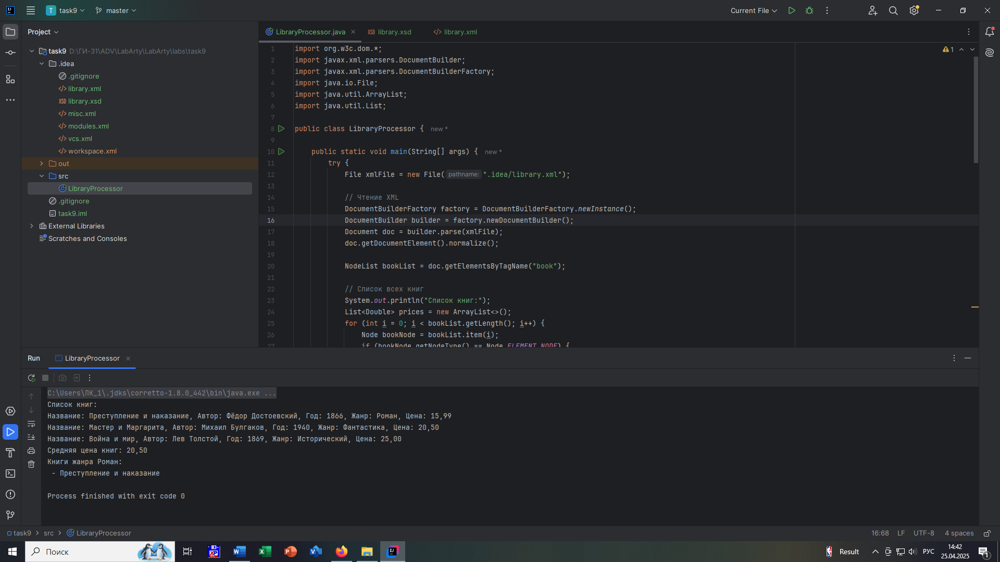 T task9 master Current File
Project
task9 D:\ГИ-31\ADV\LabArty\LabArty\labs\task9
.idea
.gitignore
library.xml
XSD library.xsd
misc.xml
modules.xml
vcs.xml
workspace.xml
out
src
LibraryProcessor
.gitignore
task9.iml
External Libraries
Scratches and Consoles
LibraryProcessor.java XSD library.xsd library.xml
1
1 import org.w3c.dom.*;
2 import javax.xml.parsers.DocumentBuilder;
3 import javax.xml.parsers.DocumentBuilderFactory;
4 import java.io.File;
5 import java.util.ArrayList;
6 import java.util.List;
7
8 public class LibraryProcessor { new *
9
10 public static void main(String[] args) { new *
11 try {
12 File xmlFile = new File( pathname: ".idea/library.xml");
13
14 // Чтение XML
15 DocumentBuilderFactory factory = DocumentBuilderFactory.newInstance();
16 DocumentBuilder builder = factory.newDocumentBuilder();
17 Document doc = builder.parse(xmlFile);
18 doc.getDocumentElement().normalize();
19
20 NodeList bookList = doc.getElementsByTagName("book");
21
22 // Список всех книг
23 System.out.println("Список книг:");
24 List<Double> prices = new ArrayList<>();
25 for (int i = 0; i < bookList.getLength(); i++) {
26 Node bookNode = bookList.item(i);
27 if (bookNode.getNodeType() == Node.ELEMENT_NODE) {
Run LibraryProcessor
C:\Users\ПК_1\.jdks\corretto-1.8.0_442\bin\java.exe ...
Список книг:
Название: Преступление и наказание, Автор: Фёдор Достоевский, Год: 1866, Жанр: Роман, Цена: 15,99
Название: Мастер и Маргарита, Автор: Михаил Булгаков, Год: 1940, Жанр: Фантастика, Цена: 20,50
Название: Война и мир, Автор: Лев Толстой, Год: 1869, Жанр: Исторический, Цена: 25,00
Средняя цена книг: 20,50
Книги жанра Роман:
- Преступление и наказание
Process finished with exit code 0
task9 > src > LibraryProcessor 16:68 LF UTF-8 4 spaces
Поиск Result РУС 14:42
25.04.2025 1